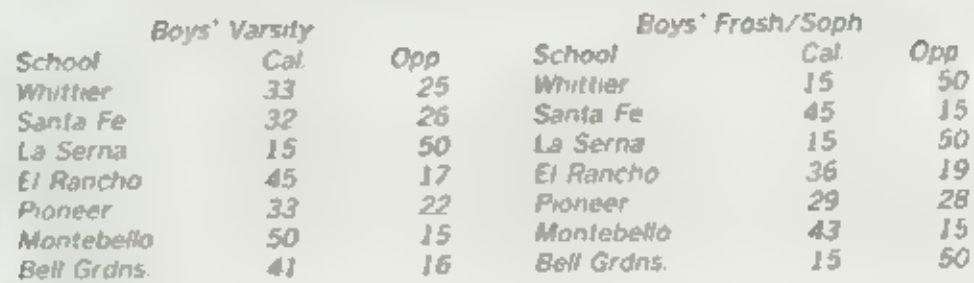 Boys' Varsity
School Cal. Opp
Whittier 33 25
Santa Fe 32 26
La Serna 15 50
El Rancho 45 17
Pioneer 33 22
Montebello 50 15
Bell Grdns. 41 16
Boys' Frosh/Soph
School Cal. Opp
Whittier 15 50
Santa Fe 45 15
La Serna 15 50
El Rancho 36 19
Pioneer 29 28
Montebello 43 15
Bell Grdns. 15 50